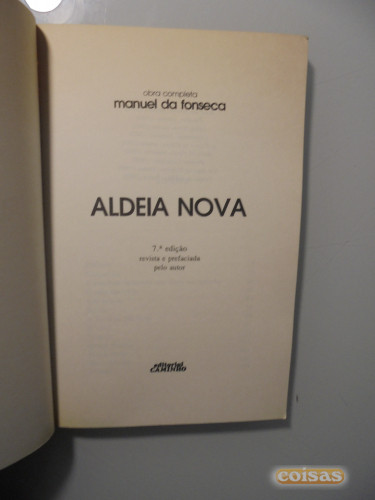 obra completa
manuel da fonseca
ALDEIA NOVA
7.ª edição
revista e prefaciada
pelo autor
editorial
CAMINHO
coisas